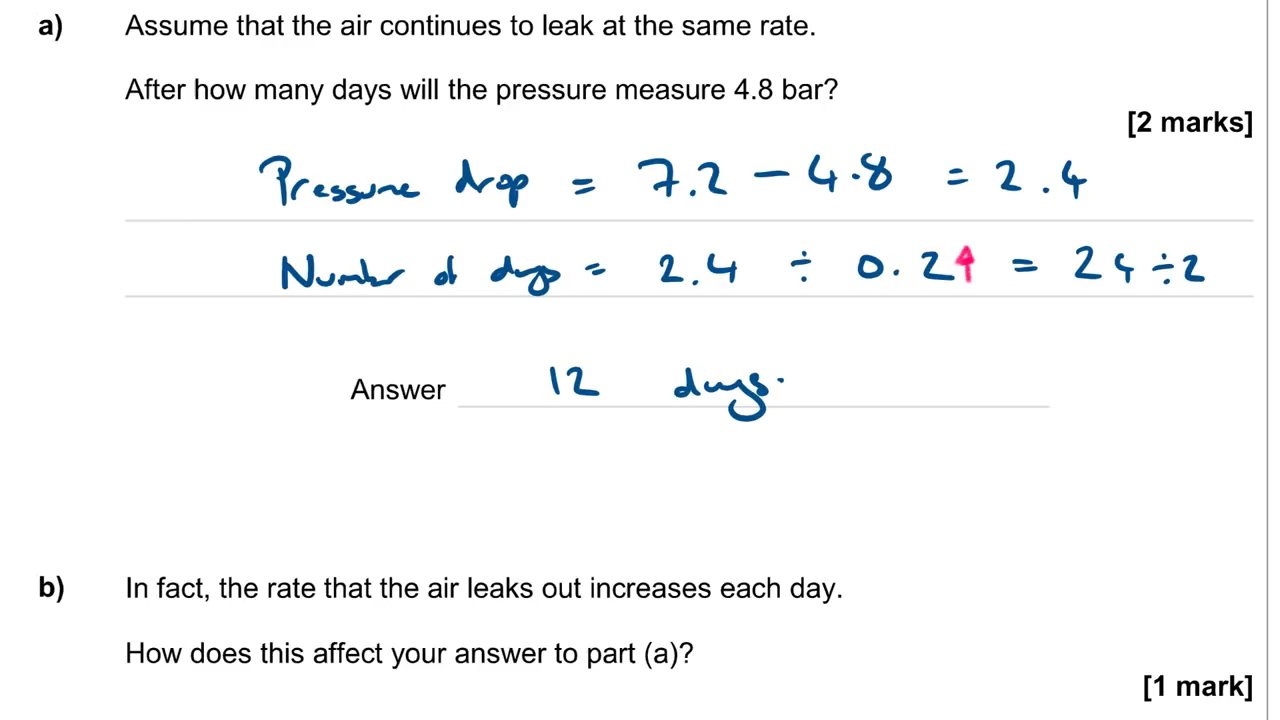 a) Assume that the air continues to leak at the same rate.
After how many days will the pressure measure 4.8 bar?
[2 marks]
Pressure drop = 7.2 - 4.8 = 2.4
Number of days = 2.4 ÷ 0.2↑ = 24 ÷ 2
Answer 12 days.
b) In fact, the rate that the air leaks out increases each day.
How does this affect your answer to part (a)?
[1 mark]